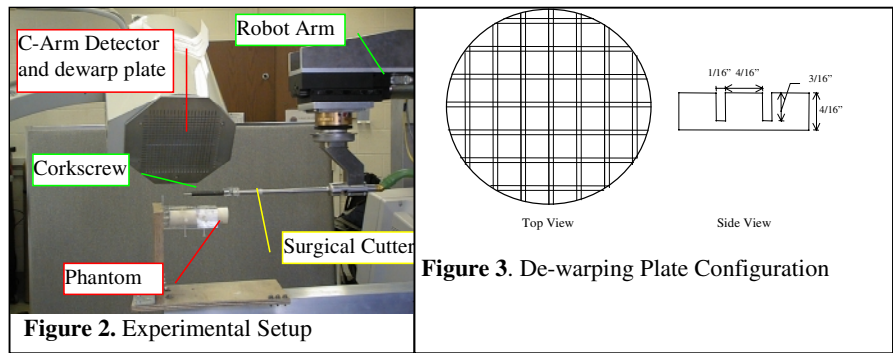 C-Arm Detector
and dewarp plate
Robot Arm
Corkscrew
Surgical Cutter
Phantom
Figure 2. Experimental Setup
1/16” 4/16” 3/16”
4/16”
Top View Side View
Figure 3. De-warping Plate Configuration